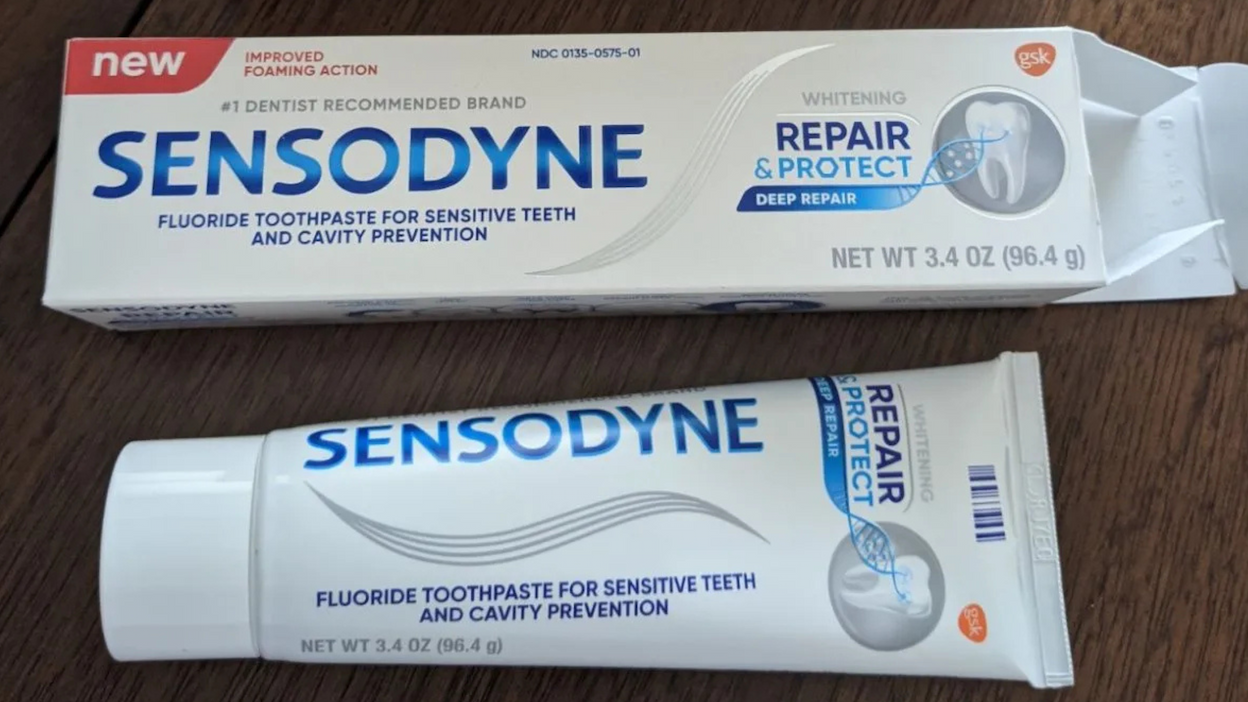 new
IMPROVED
FOAMING ACTION
NDC 0135-0575-01
gsk
#1 DENTIST RECOMMENDED BRAND
SENSODYNE
FLUORIDE TOOTHPASTE FOR SENSITIVE TEETH
AND CAVITY PREVENTION
WHITENING
REPAIR
& PROTECT
DEEP REPAIR
NET WT 3.4 OZ (96.4 g)
SENSODYNE
REPAIR
SENSODYNE
FLUORIDE TOOTHPASTE FOR SENSITIVE TEETH
AND CAVITY PREVENTION
NET WT 3.4 OZ (96.4 g)
WHITENING
REPAIR
& PROTECT
DEEP REPAIR
gsk